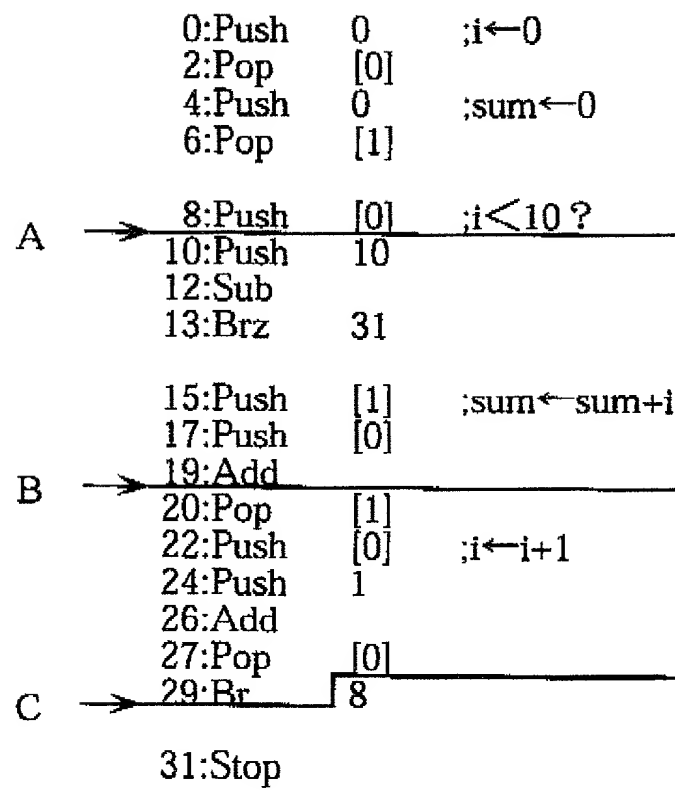 0:Push 0 ;i←0
2:Pop [0]
4:Push 0 ;sum←0
6:Pop [1]
8:Push [0] ;i<10?
A
10:Push 10
12:Sub
13:Brz 31
15:Push [1] ;sum←sum+i
17:Push [0]
19:Add
B
20:Pop [1]
22:Push [0] ;i←i+1
24:Push 1
26:Add
27:Pop [0]
29:Br 8
C
31:Stop